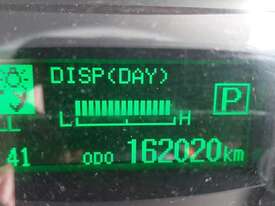 DISP(DAY)
P
L H
41 ODO 162020km